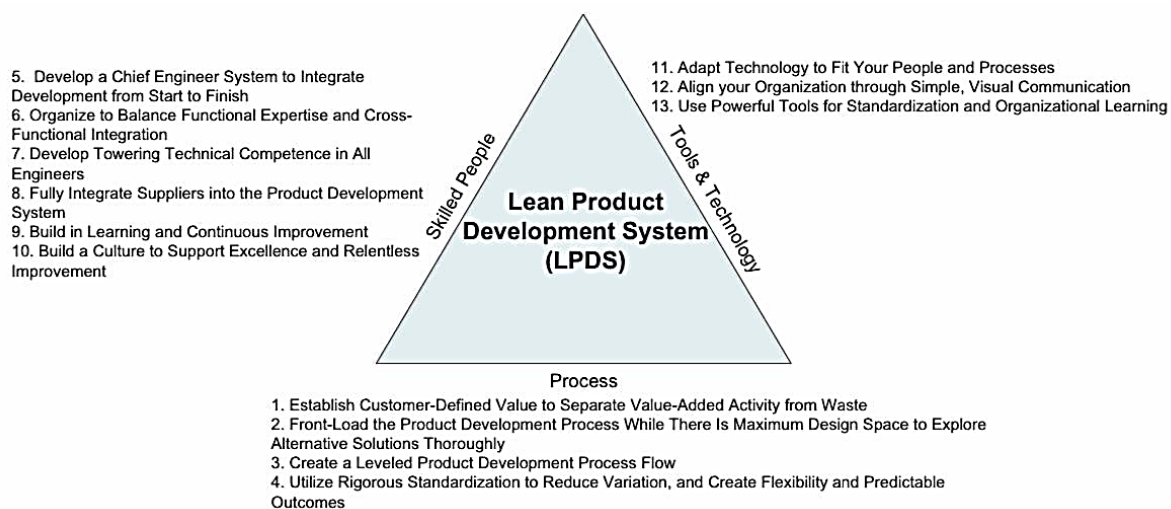 5. Develop a Chief Engineer System to Integrate
Development from Start to Finish
6. Organize to Balance Functional Expertise and Cross-
Functional Integration
7. Develop Towering Technical Competence in All
Engineers
8. Fully Integrate Suppliers into the Product Development
System
9. Build in Learning and Continuous Improvement
10. Build a Culture to Support Excellence and Relentless
Improvement
Skilled People
Lean Product
Development System
(LPDS)
Tools & Technology
11. Adapt Technology to Fit Your People and Processes
12. Align your Organization through Simple, Visual Communication
13. Use Powerful Tools for Standardization and Organizational Learning
Process
1. Establish Customer-Defined Value to Separate Value-Added Activity from Waste
2. Front-Load the Product Development Process While There Is Maximum Design Space to Explore
Alternative Solutions Thoroughly
3. Create a Leveled Product Development Process Flow
4. Utilize Rigorous Standardization to Reduce Variation, and Create Flexibility and Predictable
Outcomes